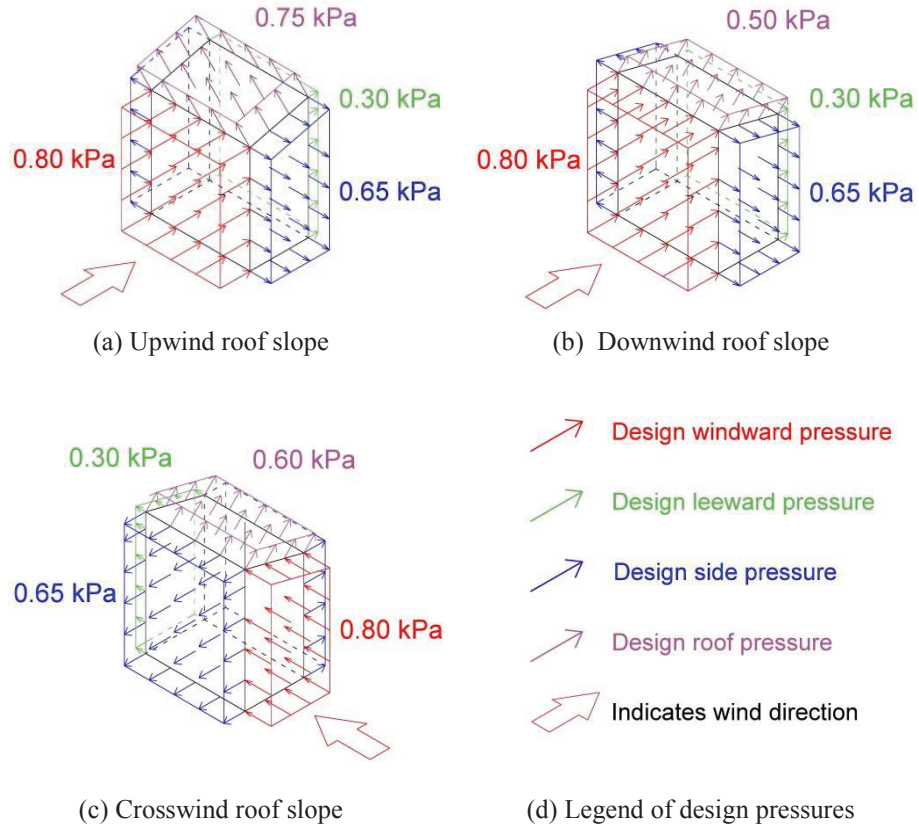 0.75 kPa
0.30 kPa
0.80 kPa
0.65 kPa
(a) Upwind roof slope
0.50 kPa
0.30 kPa
0.80 kPa
0.65 kPa
(b) Downwind roof slope
0.30 kPa
0.60 kPa
0.65 kPa
0.80 kPa
(c) Crosswind roof slope
Design windward pressure
Design leeward pressure
Design side pressure
Design roof pressure
Indicates wind direction
(d) Legend of design pressures